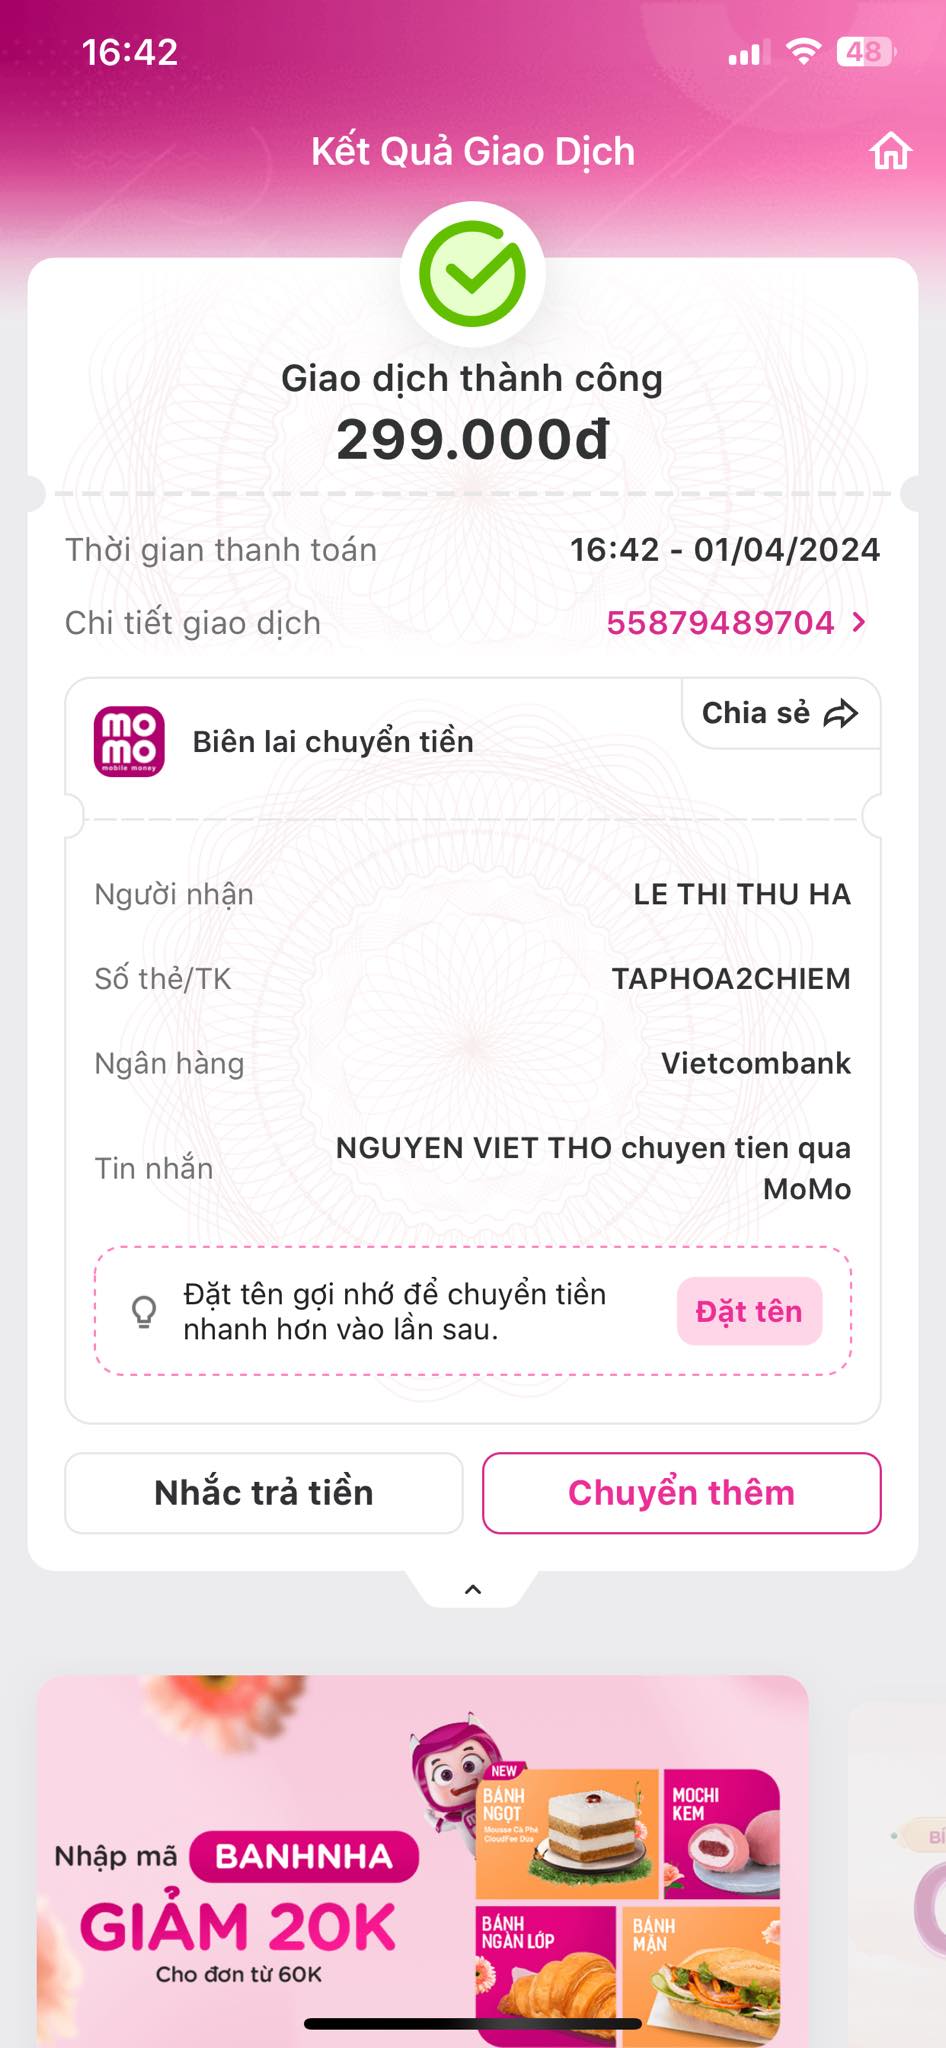 16:42
48
Kết Quả Giao Dịch
Giao dịch thành công
299.000đ
Thời gian thanh toán
16:42 - 01/04/2024
Chi tiết giao dịch
55879489704
Chia sẻ
mo
mo
mobile money
Biên lai chuyển tiền
Người nhận
LE THI THU HA
Số thẻ/TK
TAPHOA2CHIEM
Ngân hàng
Vietcombank
Tin nhắn
NGUYEN VIET THO chuyen tien qua
MoMo
Đặt tên gợi nhớ để chuyển tiền
nhanh hơn vào lần sau.
Đặt tên
Nhắc trả tiền
Chuyển thêm
Nhập mã BANHNHA
GIẢM 20K
Cho đơn từ 60K
NEW
BÁNH
NGỌT
Mousse Cà Phê
CloudFee Dừa
MOCHI
KEM
BÁNH
NGÀN LỚP
BÁNH
MẶN